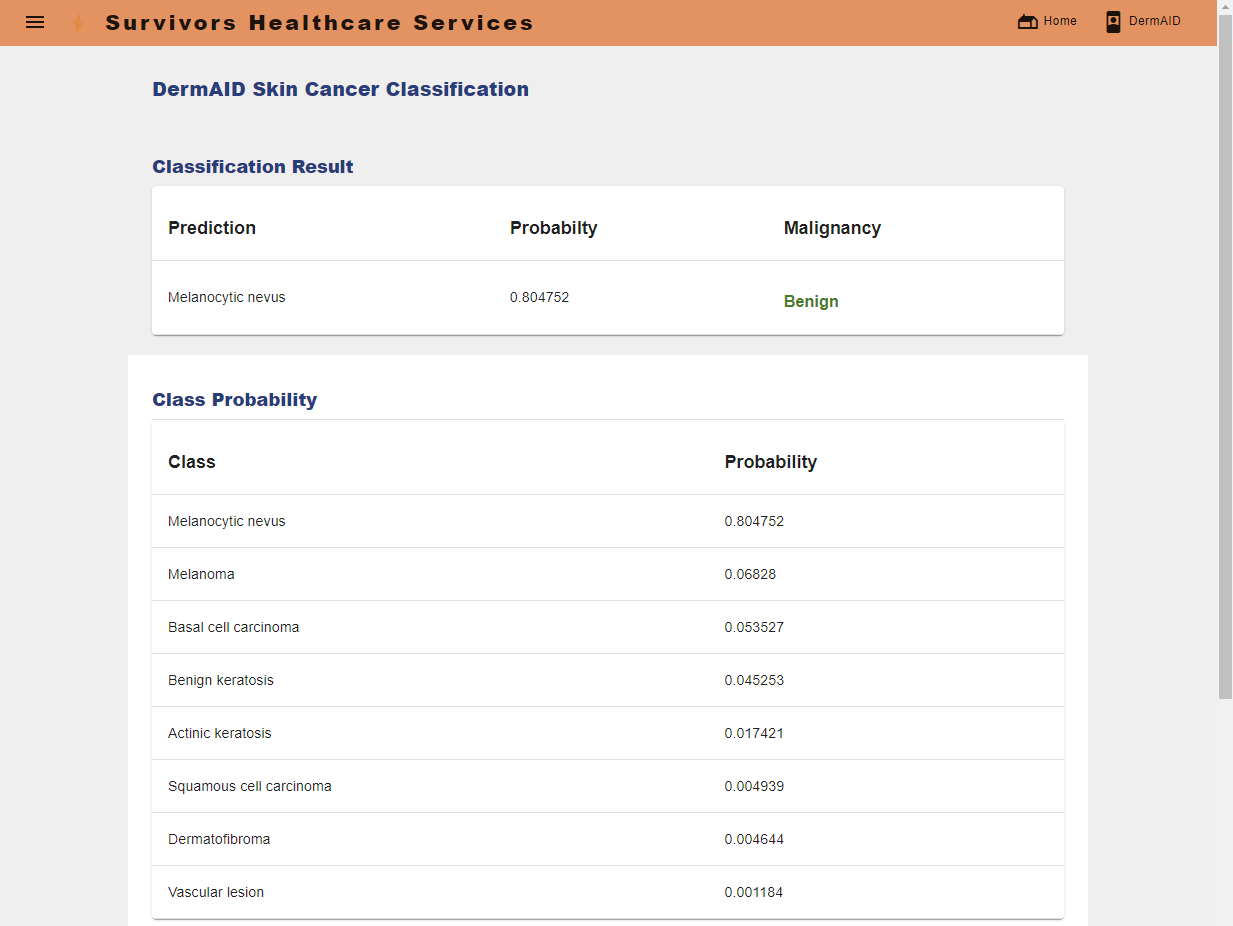 Survivors Healthcare Services Home DermAID
DermAID Skin Cancer Classification
Classification Result
Prediction Probabilty Malignancy
Melanocytic nevus 0.804752 Benign
Class Probability
Class Probability
Melanocytic nevus 0.804752
Melanoma 0.06828
Basal cell carcinoma 0.053527
Benign keratosis 0.045253
Actinic keratosis 0.017421
Squamous cell carcinoma 0.004939
Dermatofibroma 0.004644
Vascular lesion 0.001184